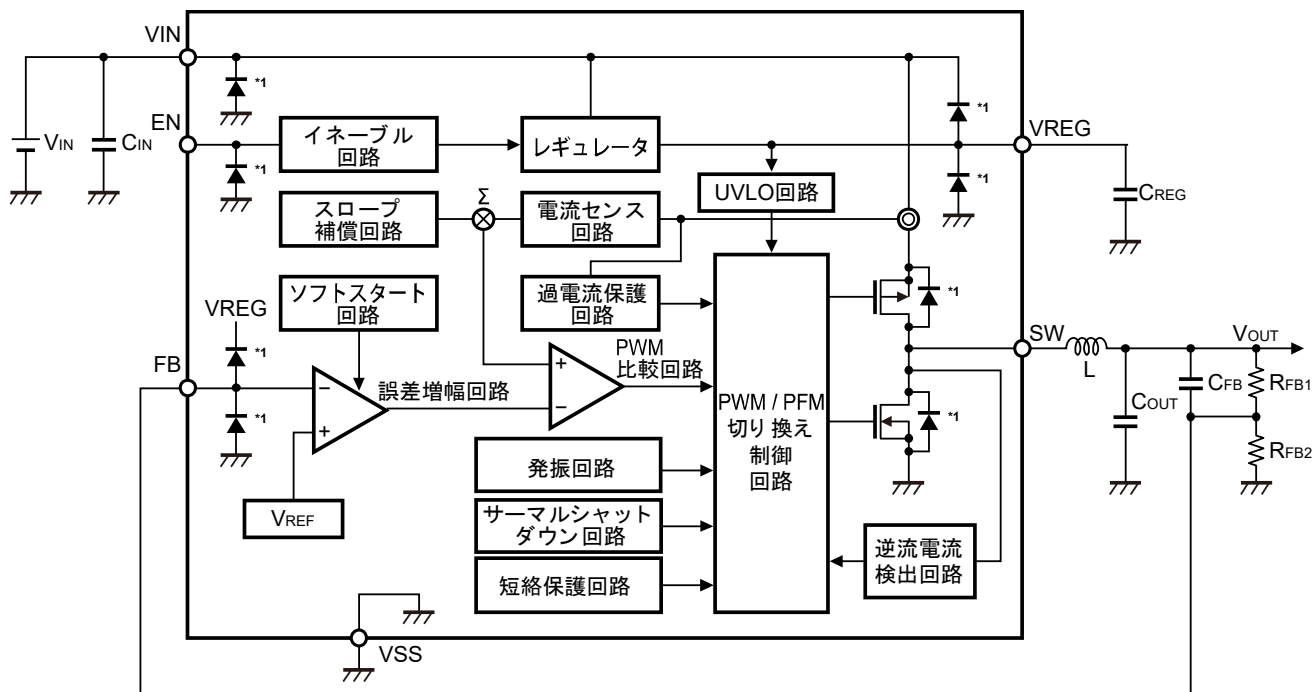 VIN
*1
*1
EN
VIN
CIN
イネーブル
回路
レギュレータ
*1
VREG
*1
CREG
UVLO回路
スロープ
補償回路
Σ
電流センス
回路
ソフトスタート
回路
過電流保護
回路
*1
VREG
*1
FB
*1
−
+
誤差増幅回路
+
−
PWM
比較回路
PWM / PFM
切り換え
制御
回路
SW
L
VOUT
CFB
RFB1
COUT
RFB2
*1
VREF
発振回路
サーマルシャット
ダウン回路
短絡保護回路
逆流電流
検出回路
VSS